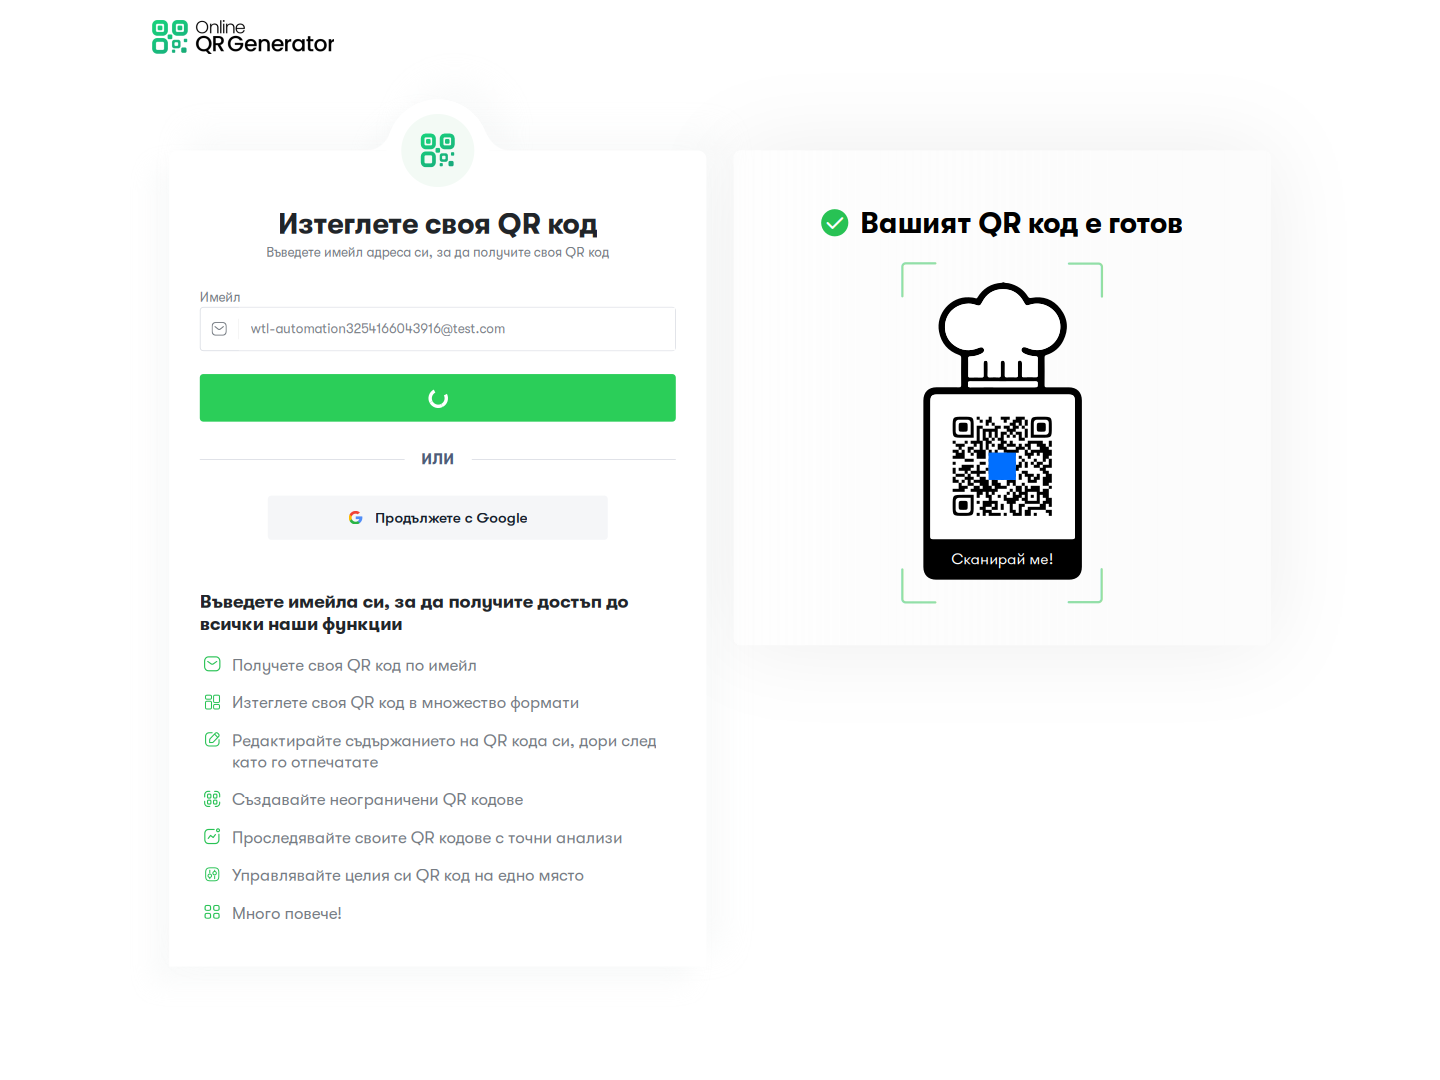 Online
QR Generator
Изтеглете своя QR код
Въведете имейл адреса си, за да получите своя QR код
Имейл
wtl-automation3254166043916@test.com
ИЛИ
Продължете с Google
Въведете имейла си, за да получите достъп до
всички наши функции
Получете своя QR код по имейл
Изтеглете своя QR код в множество формати
Редактирайте съдържанието на QR кода си, дори след
като го отпечатате
Създавайте неограничени QR кодове
Проследявайте своите QR кодове с точни анализи
Управлявайте целия си QR код на едно място
Много повече!
Вашият QR код е готов
Сканирай ме!